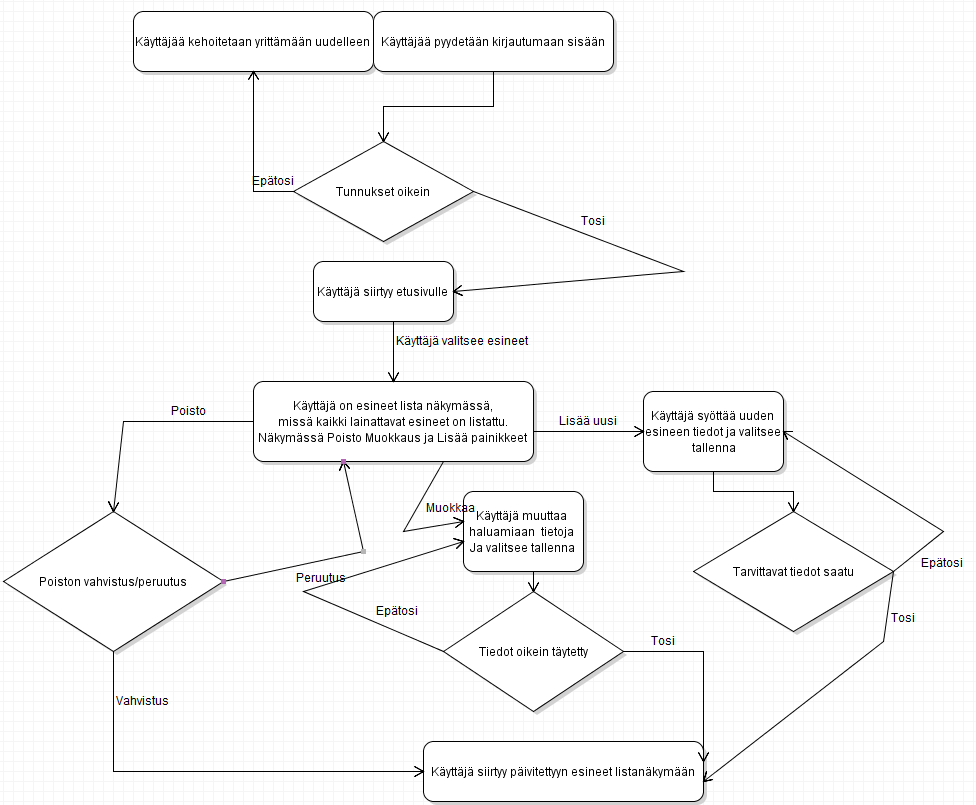 Käyttäjää kehoitetaan yrittämään uudelleen
Käyttäjää pyydetään kirjautumaan sisään
Epätosi
Tunnukset oikein
Tosi
Käyttäjä siirtyy etusivulle
Käyttäjä valitsee esineet
Poisto
Käyttäjä on esineet lista näkymässä,
missä kaikki lainattavat esineet on listattu.
Näkymässä Poisto Muokkaus ja Lisää painikkeet
Lisää uusi
Käyttäjä syöttää uuden
esineen tiedot ja valitsee
tallenna
Muokkaa
Käyttäjä muuttaa
haluamiaan tietoja
Ja valitsee tallenna
Poiston vahvistus/peruutus
Peruutus
Tarvittavat tiedot saatu
Epätosi
Epätosi
Tosi
Tiedot oikein täytetty
Tosi
Vahvistus
Käyttäjä siirtyy päivitettyyn esineet listanäkymään